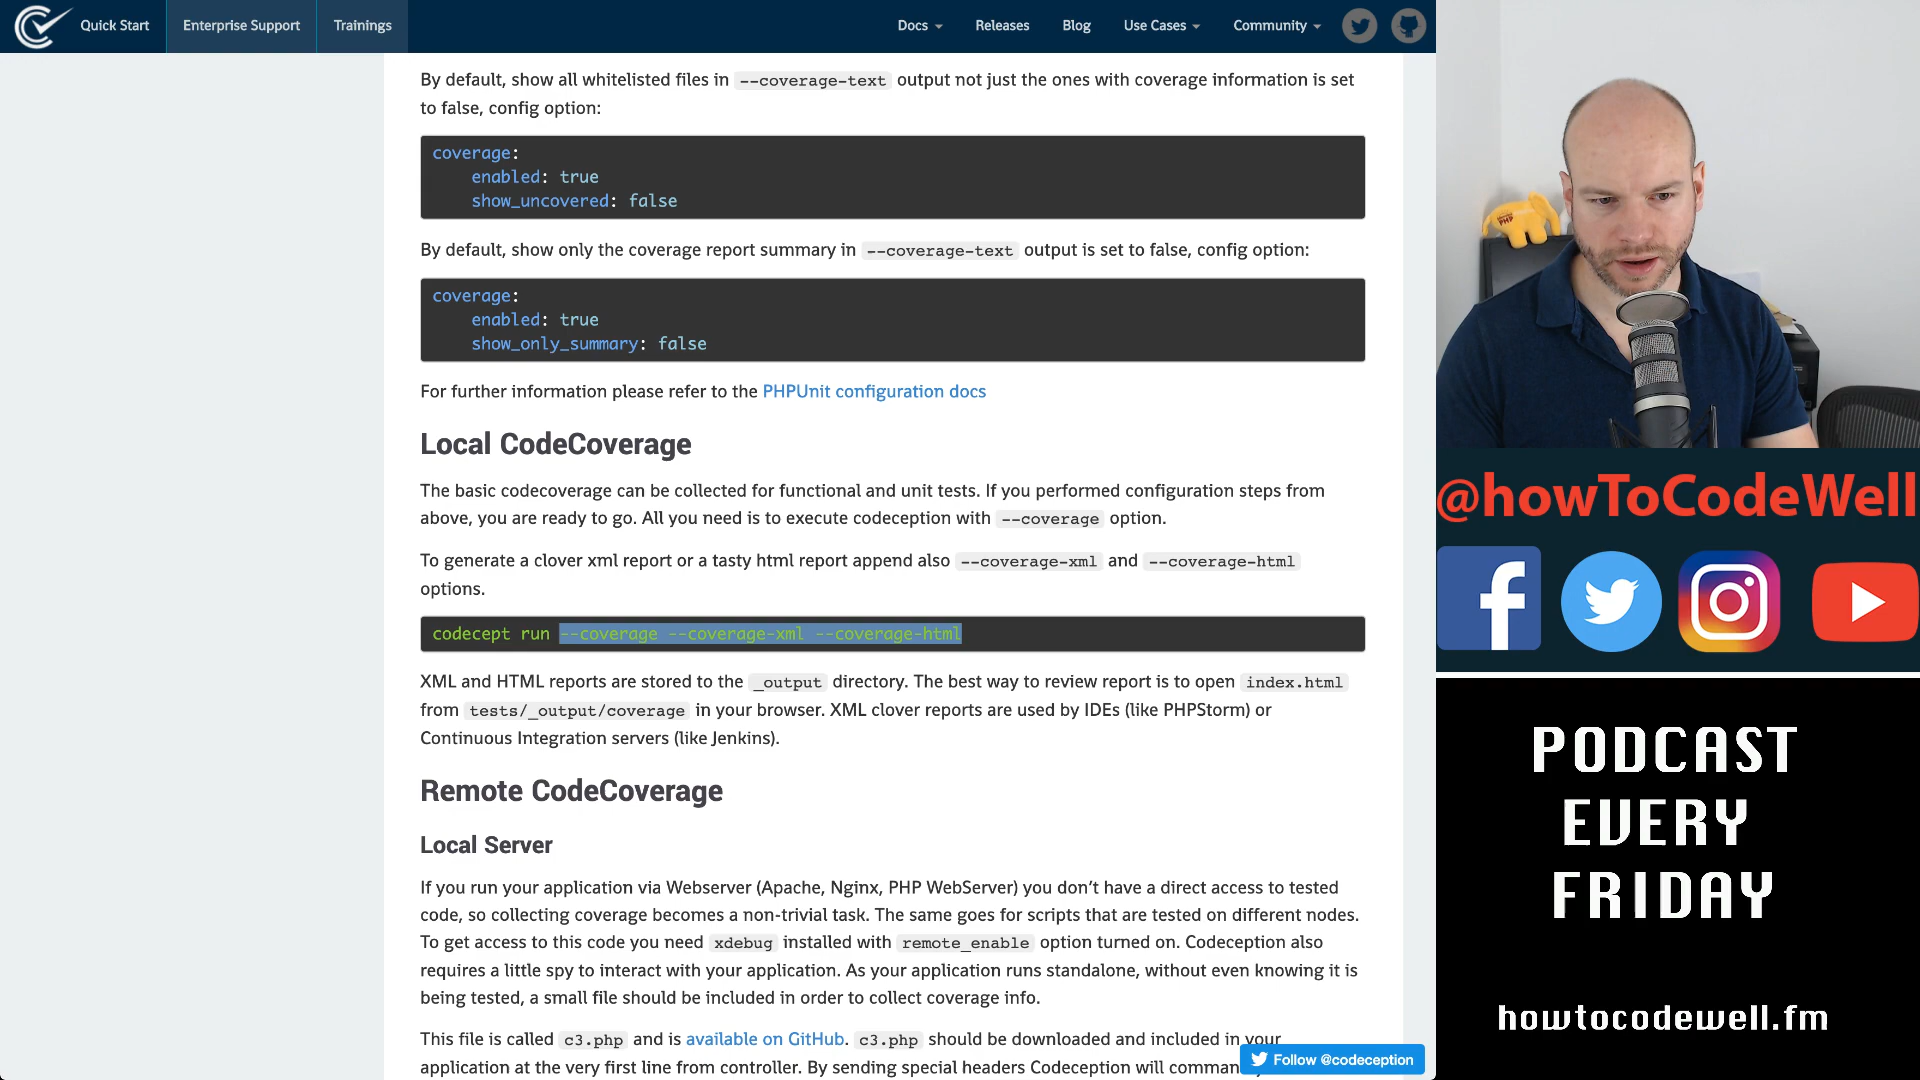 Quick Start
Enterprise Support
Trainings
Docs
Releases
Blog
Use Cases
Community
By default, show all whitelisted files in --coverage-text output not just the ones with coverage information is set
to false, config option:
coverage:
enabled: true
show_uncovered: false
By default, show only the coverage report summary in --coverage-text output is set to false, config option:
coverage:
enabled: true
show_only_summary: false
For further information please refer to the PHPUnit configuration docs
Local CodeCoverage
The basic codecoverage can be collected for functional and unit tests. If you performed configuration steps from
above, you are ready to go. All you need is to execute codeception with --coverage option.
To generate a clover xml report or a tasty html report append also --coverage-xml and --coverage-html
options.
codecept run --coverage --coverage-xml --coverage-html
XML and HTML reports are stored to the _output directory. The best way to review report is to open index.html
from tests/_output/coverage in your browser. XML clover reports are used by IDEs (like PHPStorm) or
Continuous Integration servers (like Jenkins).
Remote CodeCoverage
Local Server
If you run your application via Webserver (Apache, Nginx, PHP WebServer) you don’t have a direct access to tested
code, so collecting coverage becomes a non-trivial task. The same goes for scripts that are tested on different nodes.
To get access to this code you need xdebug installed with remote_enable option turned on. Codeception also
requires a little spy to interact with your application. As your application runs standalone, without even knowing it is
being tested, a small file should be included in order to collect coverage info.
This file is called c3.php and is available on GitHub. c3.php should be downloaded and included in your
application at the very first line from controller. By sending special headers Codeception will
Follow @codeception
PHP
@howToCodeWell
PODCAST
EVERY
FRIDAY
howtocodewell.fm